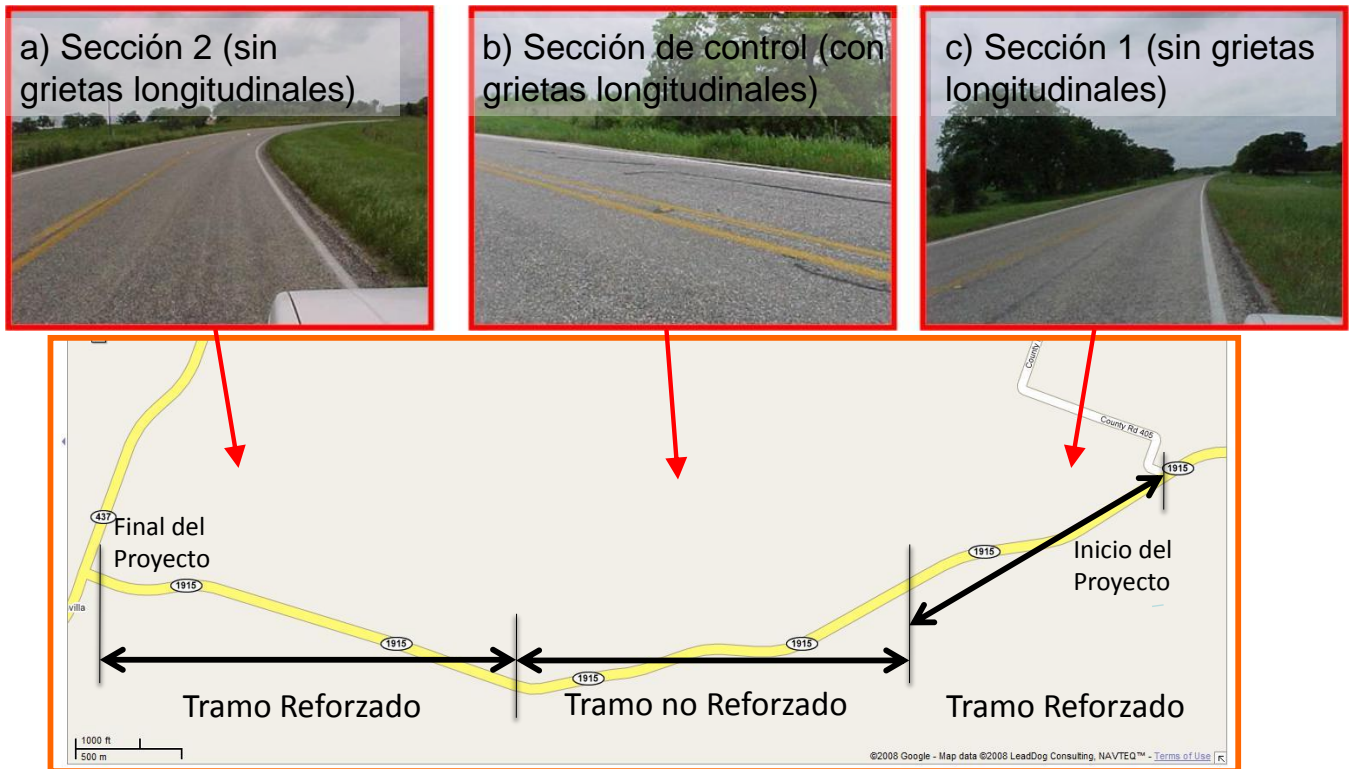 a) Sección 2 (sin
grietas longitudinales)
b) Sección de control (con
grietas longitudinales)
c) Sección 1 (sin grietas
longitudinales)
County
County Rd 405
1915
437
Final del
Proyecto
1915
Inicio del
Proyecto
1915
villa
1915
1915
1915
Tramo Reforzado
Tramo no Reforzado
Tramo Reforzado
1000 ft
500 m
©2008 Google - Map data ©2008 LeadDog Consulting, NAVTEQ™ - Terms of Use